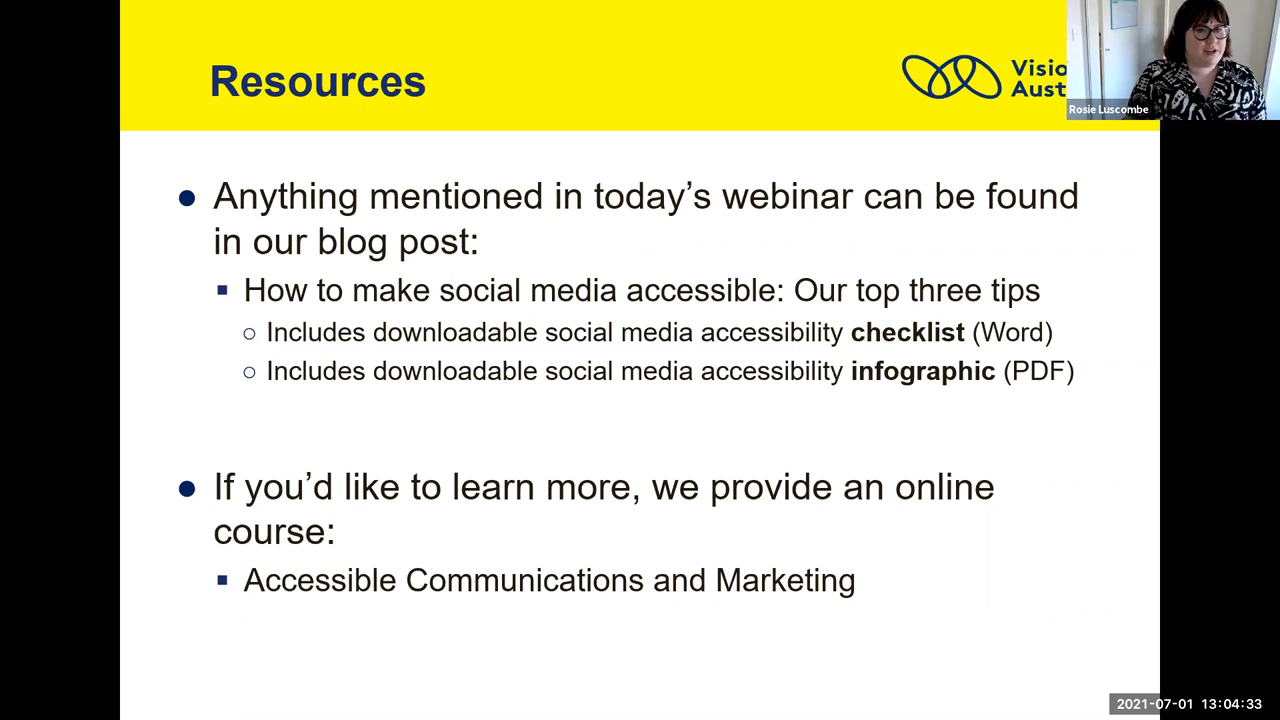 Resources
Visio
Aust
Rosie Luscombe
Anything mentioned in today’s webinar can be found
in our blog post:
How to make social media accessible: Our top three tips
Includes downloadable social media accessibility checklist (Word)
Includes downloadable social media accessibility infographic (PDF)
If you’d like to learn more, we provide an online
course:
Accessible Communications and Marketing
2021-07-01 13:04:33